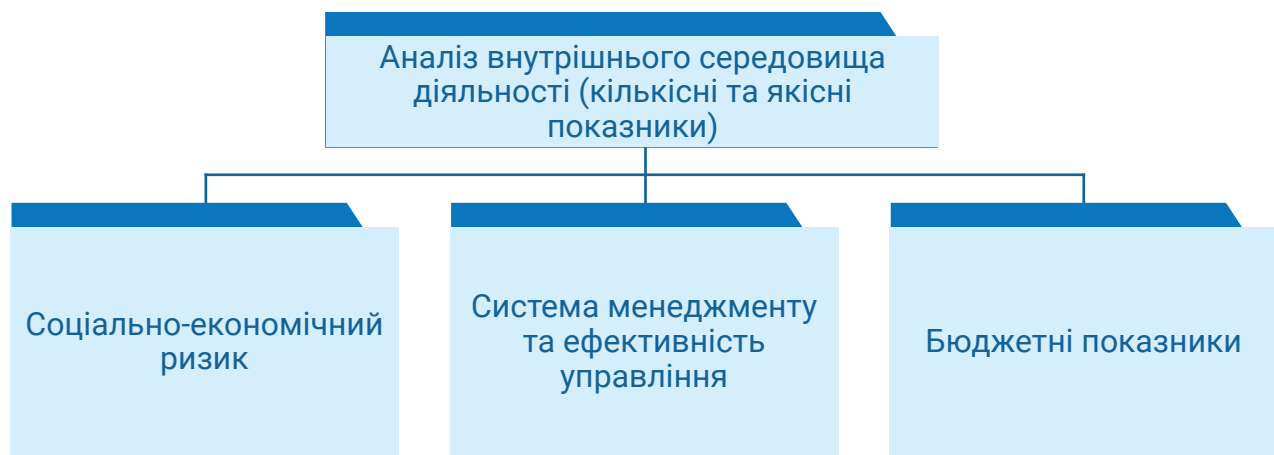 Аналіз внутрішнього середовища
діяльності (кількісні та якісні
показники)
Соціально-економічний
ризик
Система менеджменту
та ефективність
управління
Бюджетні показники